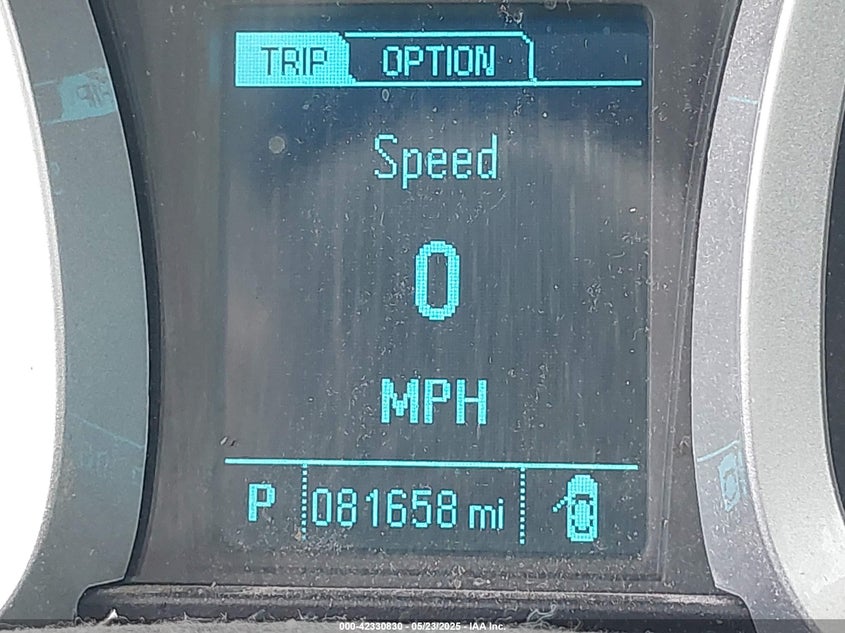 TRIP OPTION
Speed
0
MPH
P 081658 mi
000-42330830 - 05/23/2025 - IAA Inc.